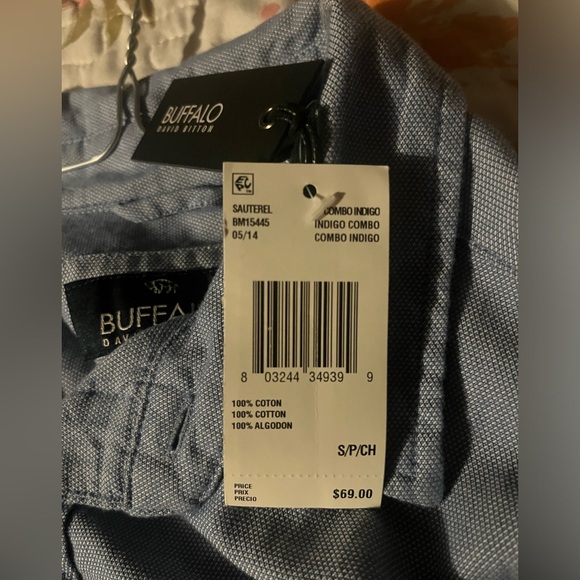 BUFFALO
DAVID BITTON
SAUTEREL COMBO INDIGO
BM15445 INDIGO COMBO
05/14 COMBO INDIGO
BUFFALO
8 03244 34939 9
100% COTON
100% COTTON
100% ALGODON
S/P/CH
PRICE
PRIX
PRECIO
$69.00